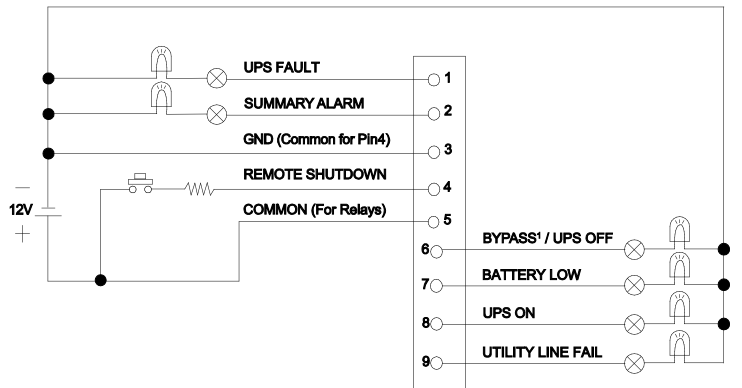 UPS FAULT
1
SUMMARY ALARM
2
GND (Common for Pin4)
3
REMOTE SHUTDOWN
4
12V
COMMON (For Relays)
5
6
BYPASS¹ / UPS OFF
7
BATTERY LOW
8
UPS ON
9
UTILITY LINE FAIL